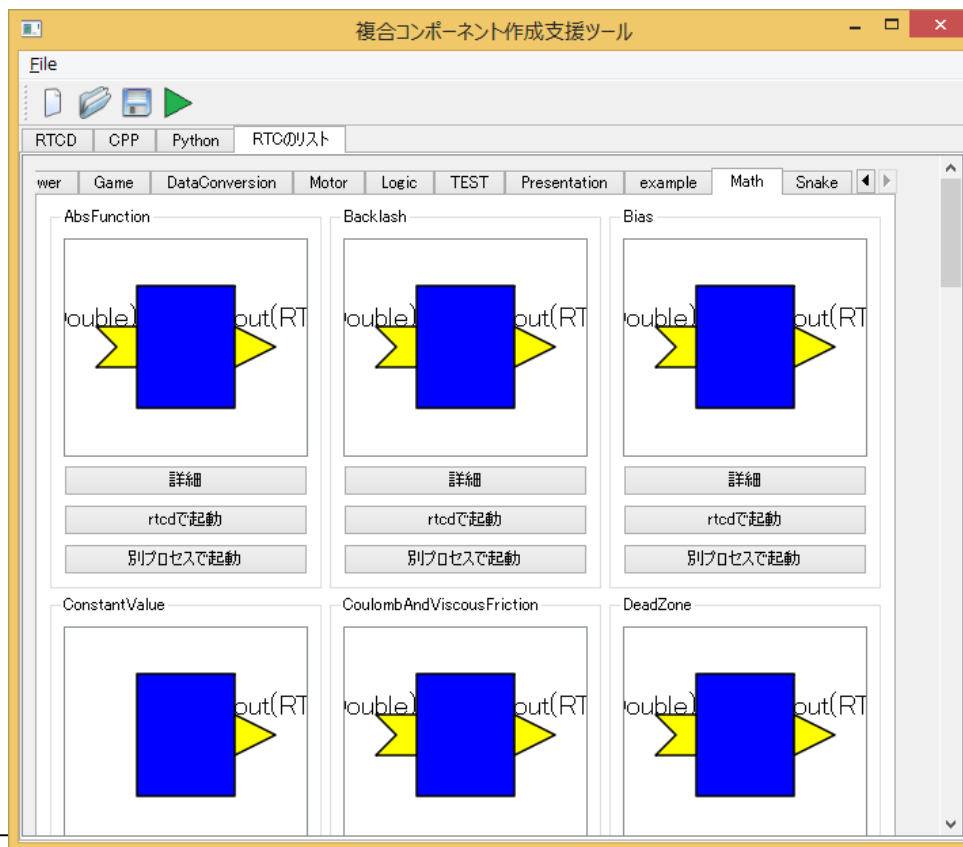 複合コンポーネント作成支援ツール
File
RTCD CPP Python RTCのリスト
wer Game DataConversion Motor Logic TEST Presentation example Math Snake
AbsFunction Backlash Bias
ouble) out(RT ouble) out(RT ouble) out(RT
詳細 詳細 詳細
rtcdで起動 rtcdで起動 rtcdで起動
別プロセスで起動 別プロセスで起動 別プロセスで起動
ConstantValue CoulombAndViscousFriction DeadZone
out(RT ouble) out(RT ouble) out(RT